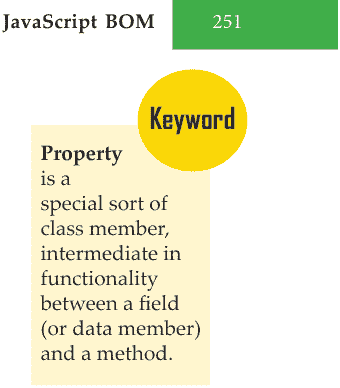 JavaScript BOM 251
Keyword
Property
is a
special sort of
class member,
intermediate in
functionality
between a field
(or data member)
and a method.